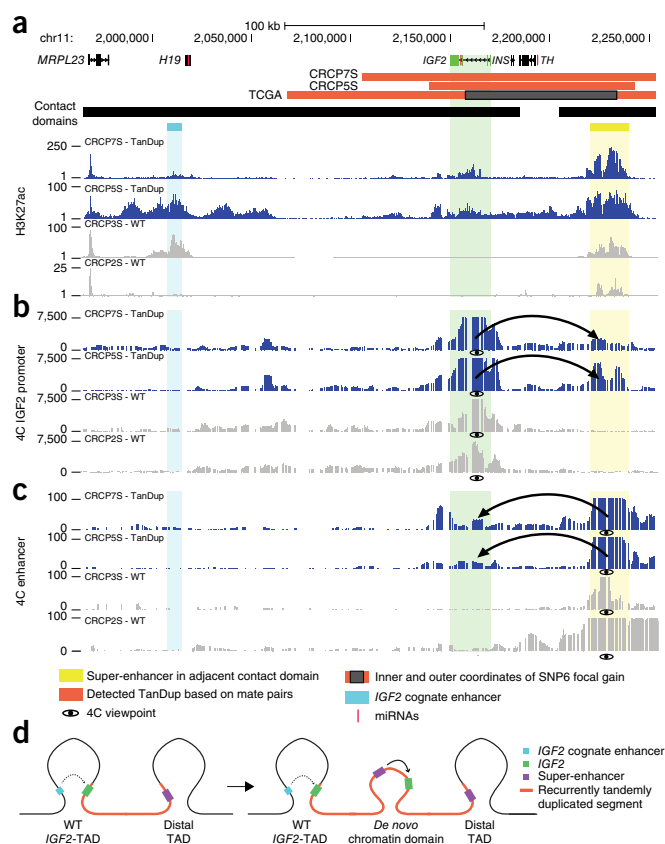 a
100 kb
chr11: 2,000,000 2,050,000 2,100,000 2,150,000 2,200,000 2,250,000
MRPL23 H19 IGF2 INS TH
CRCP7S
CRCP5S
TCGA
Contact domains
H3K27ac
CRCP7S - TanDup
250
1
CRCP5S - TanDup
100
1
CRCP3S - WT
100
1
CRCP2S - WT
25
1
b
4C IGF2 promoter
CRCP7S - TanDup
7,500
0
CRCP5S - TanDup
7,500
0
CRCP3S - WT
7,500
0
CRCP2S - WT
7,500
0
c
4C enhancer
CRCP7S - TanDup
100
0
CRCP5S - TanDup
100
0
CRCP3S - WT
100
0
CRCP2S - WT
100
0
Super-enhancer in adjacent contact domain
Detected TanDup based on mate pairs
4C viewpoint
Inner and outer coordinates of SNP6 focal gain
IGF2 cognate enhancer
miRNAs
d
WT IGF2-TAD
Distal TAD
WT IGF2-TAD
De novo chromatin domain
Distal TAD
IGF2 cognate enhancer
IGF2
Super-enhancer
Recurrently tandemly duplicated segment